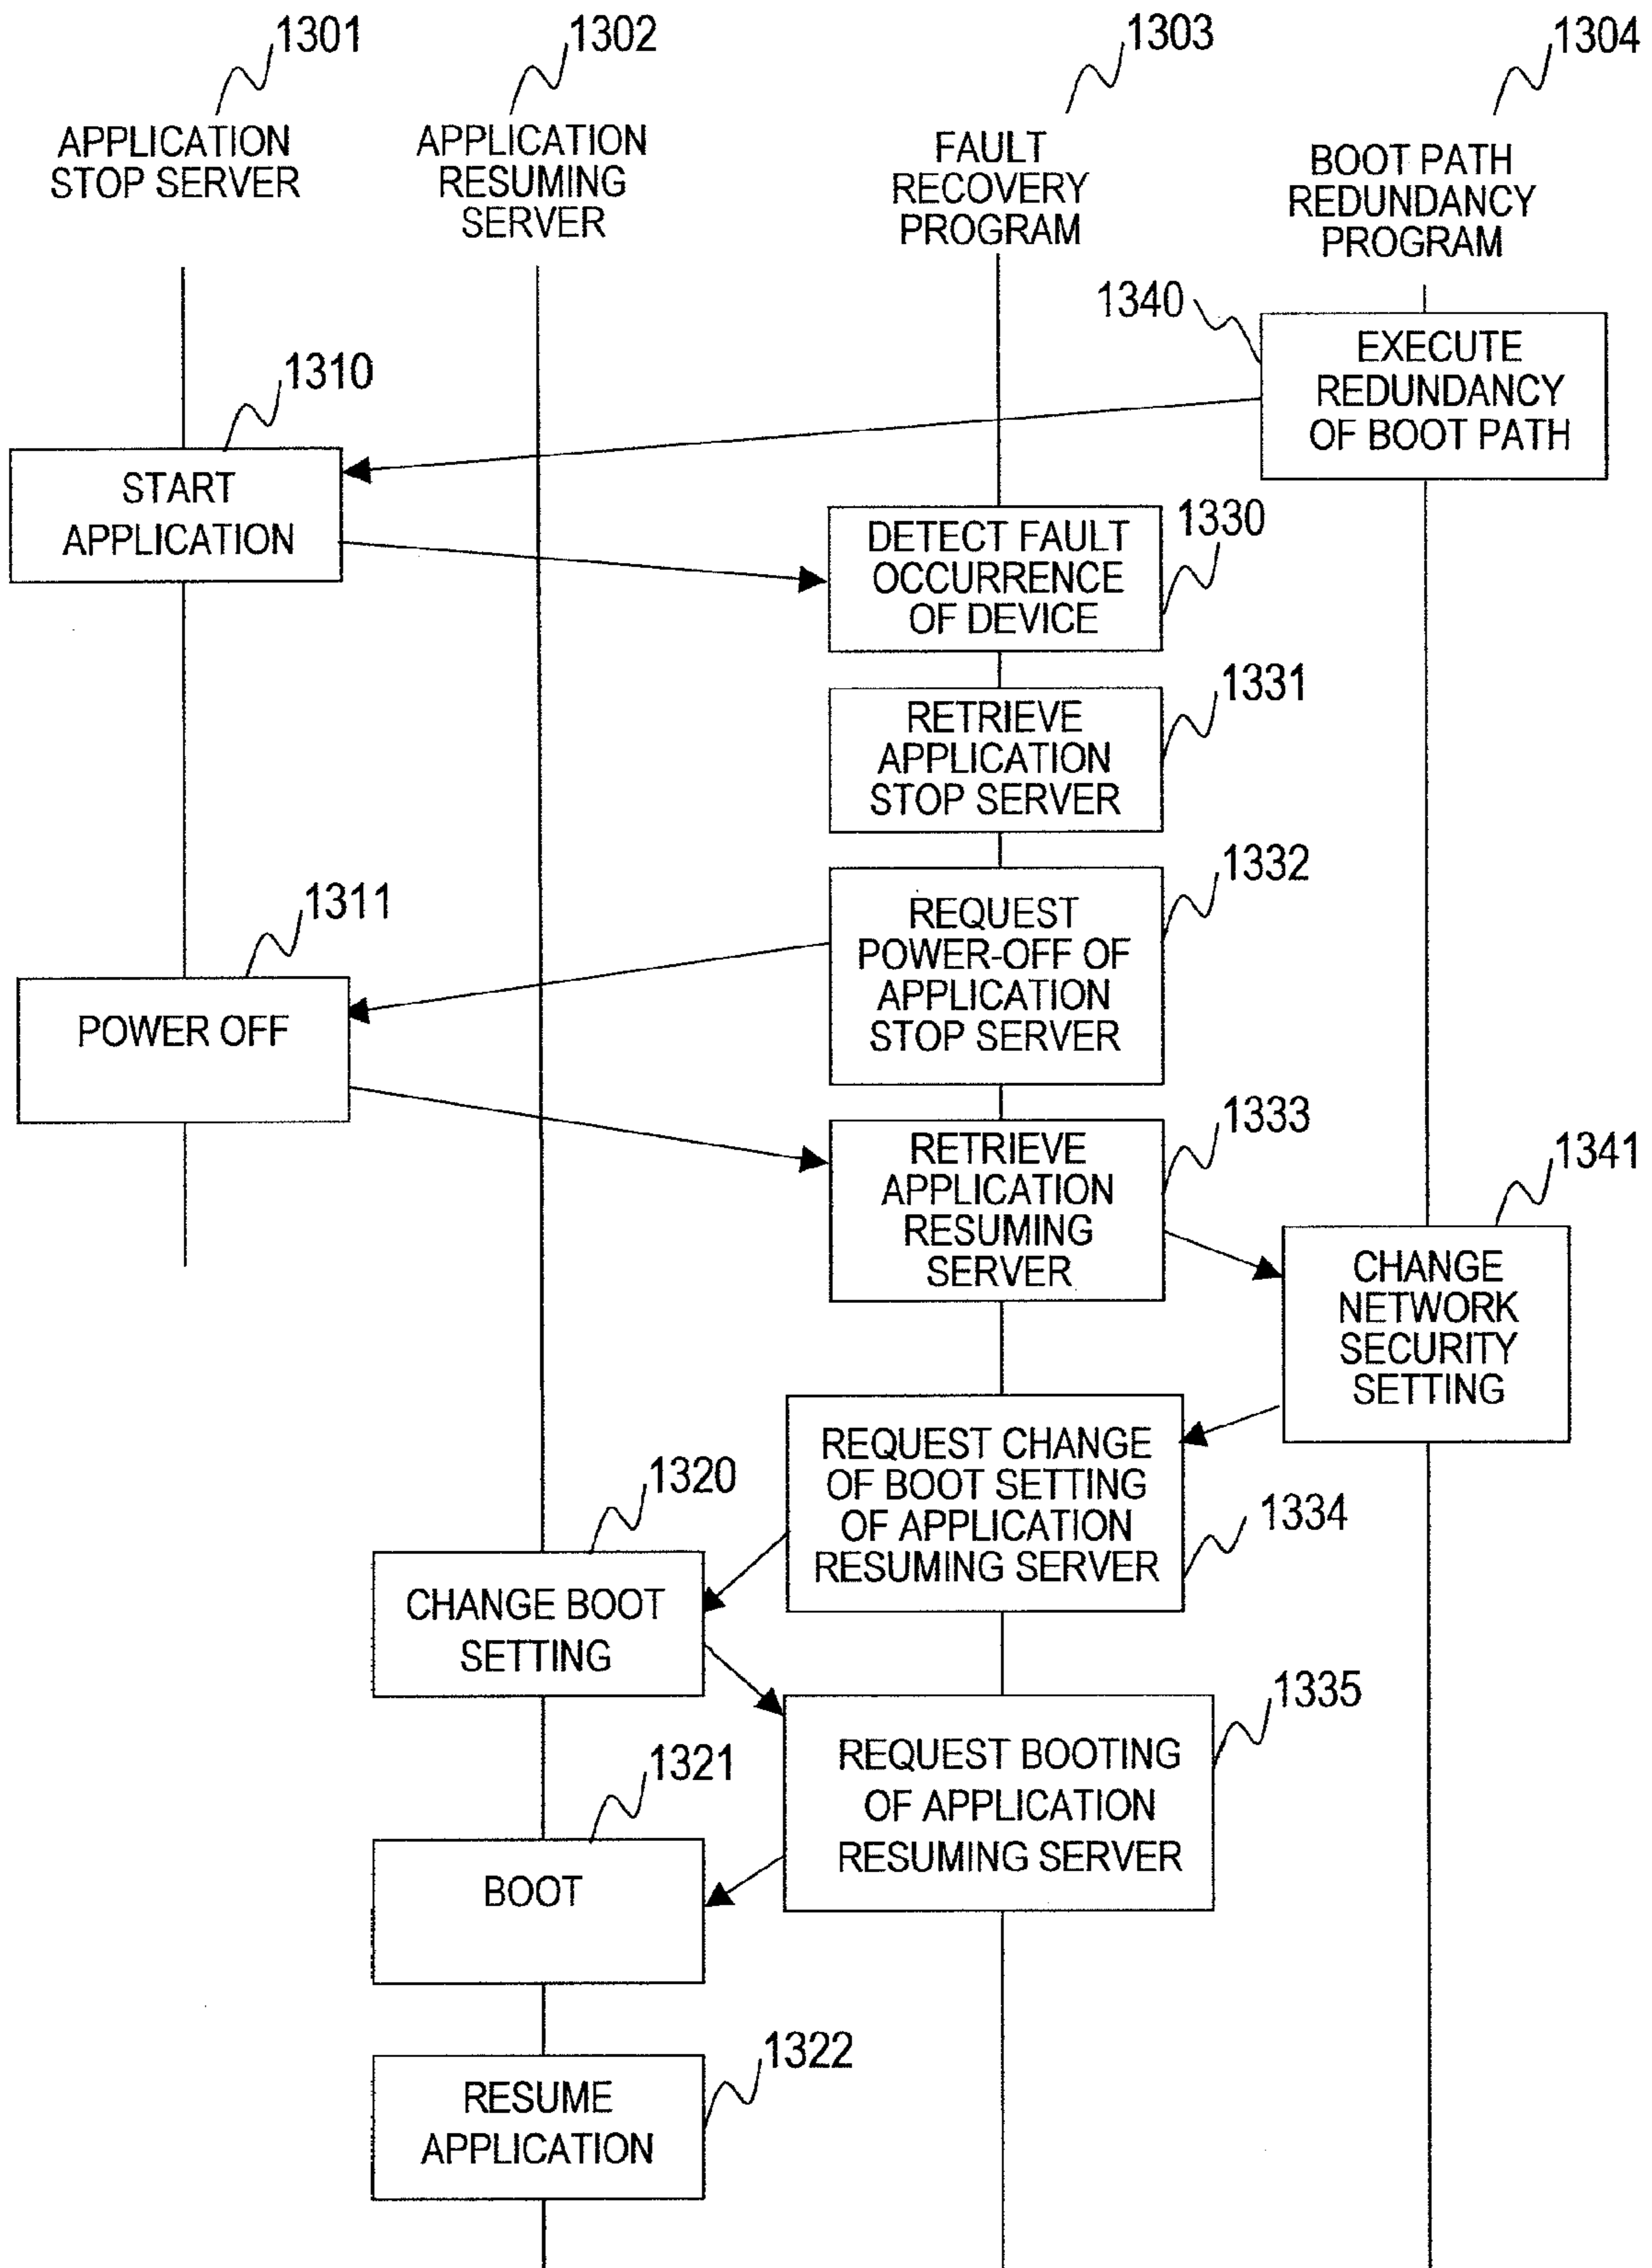 1301
1302
1303
1304
APPLICATION
STOP SERVER
APPLICATION
RESUMING
SERVER
FAULT
RECOVERY
PROGRAM
BOOT PATH
REDUNDANCY
PROGRAM
1340
EXECUTE
REDUNDANCY
OF BOOT PATH
1310
START
APPLICATION
1330
DETECT FAULT
OCCURRENCE
OF DEVICE
1331
RETRIEVE
APPLICATION
STOP SERVER
1332
REQUEST
POWER-OFF OF
APPLICATION
STOP SERVER
1311
POWER OFF
1333
RETRIEVE
APPLICATION
RESUMING
SERVER
1341
CHANGE
NETWORK
SECURITY
SETTING
REQUEST CHANGE
OF BOOT SETTING
OF APPLICATION
RESUMING SERVER
1334
1320
CHANGE BOOT
SETTING
1335
REQUEST BOOTING
OF APPLICATION
RESUMING SERVER
1321
BOOT
1322
RESUME
APPLICATION